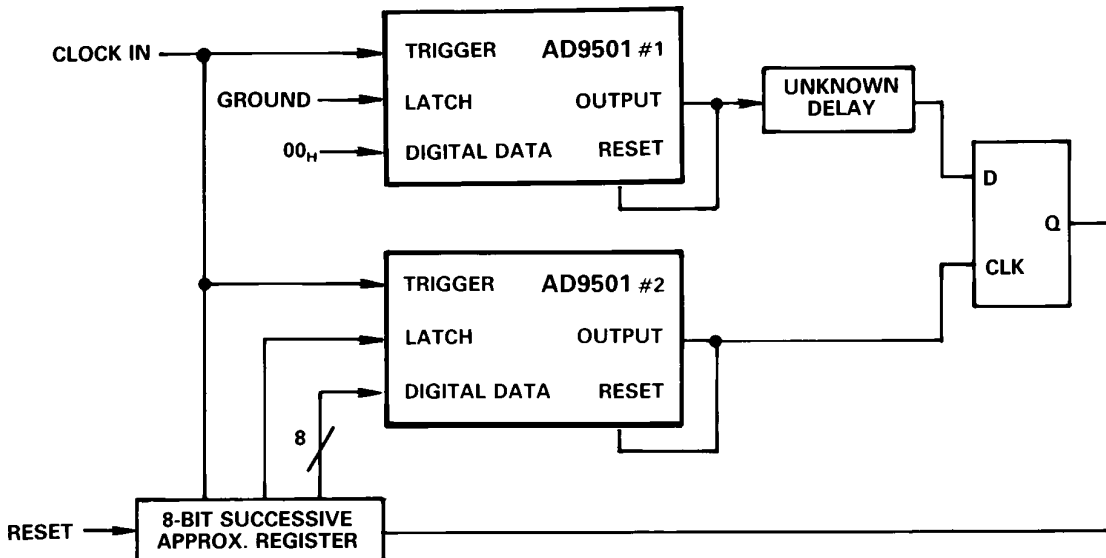 CLOCK IN
TRIGGER AD9501 #1
GROUND LATCH OUTPUT
00H DIGITAL DATA RESET
UNKNOWN
DELAY
D
Q
CLK
TRIGGER AD9501 #2
LATCH OUTPUT
DIGITAL DATA RESET
8
RESET
8-BIT SUCCESSIVE
APPROX. REGISTER